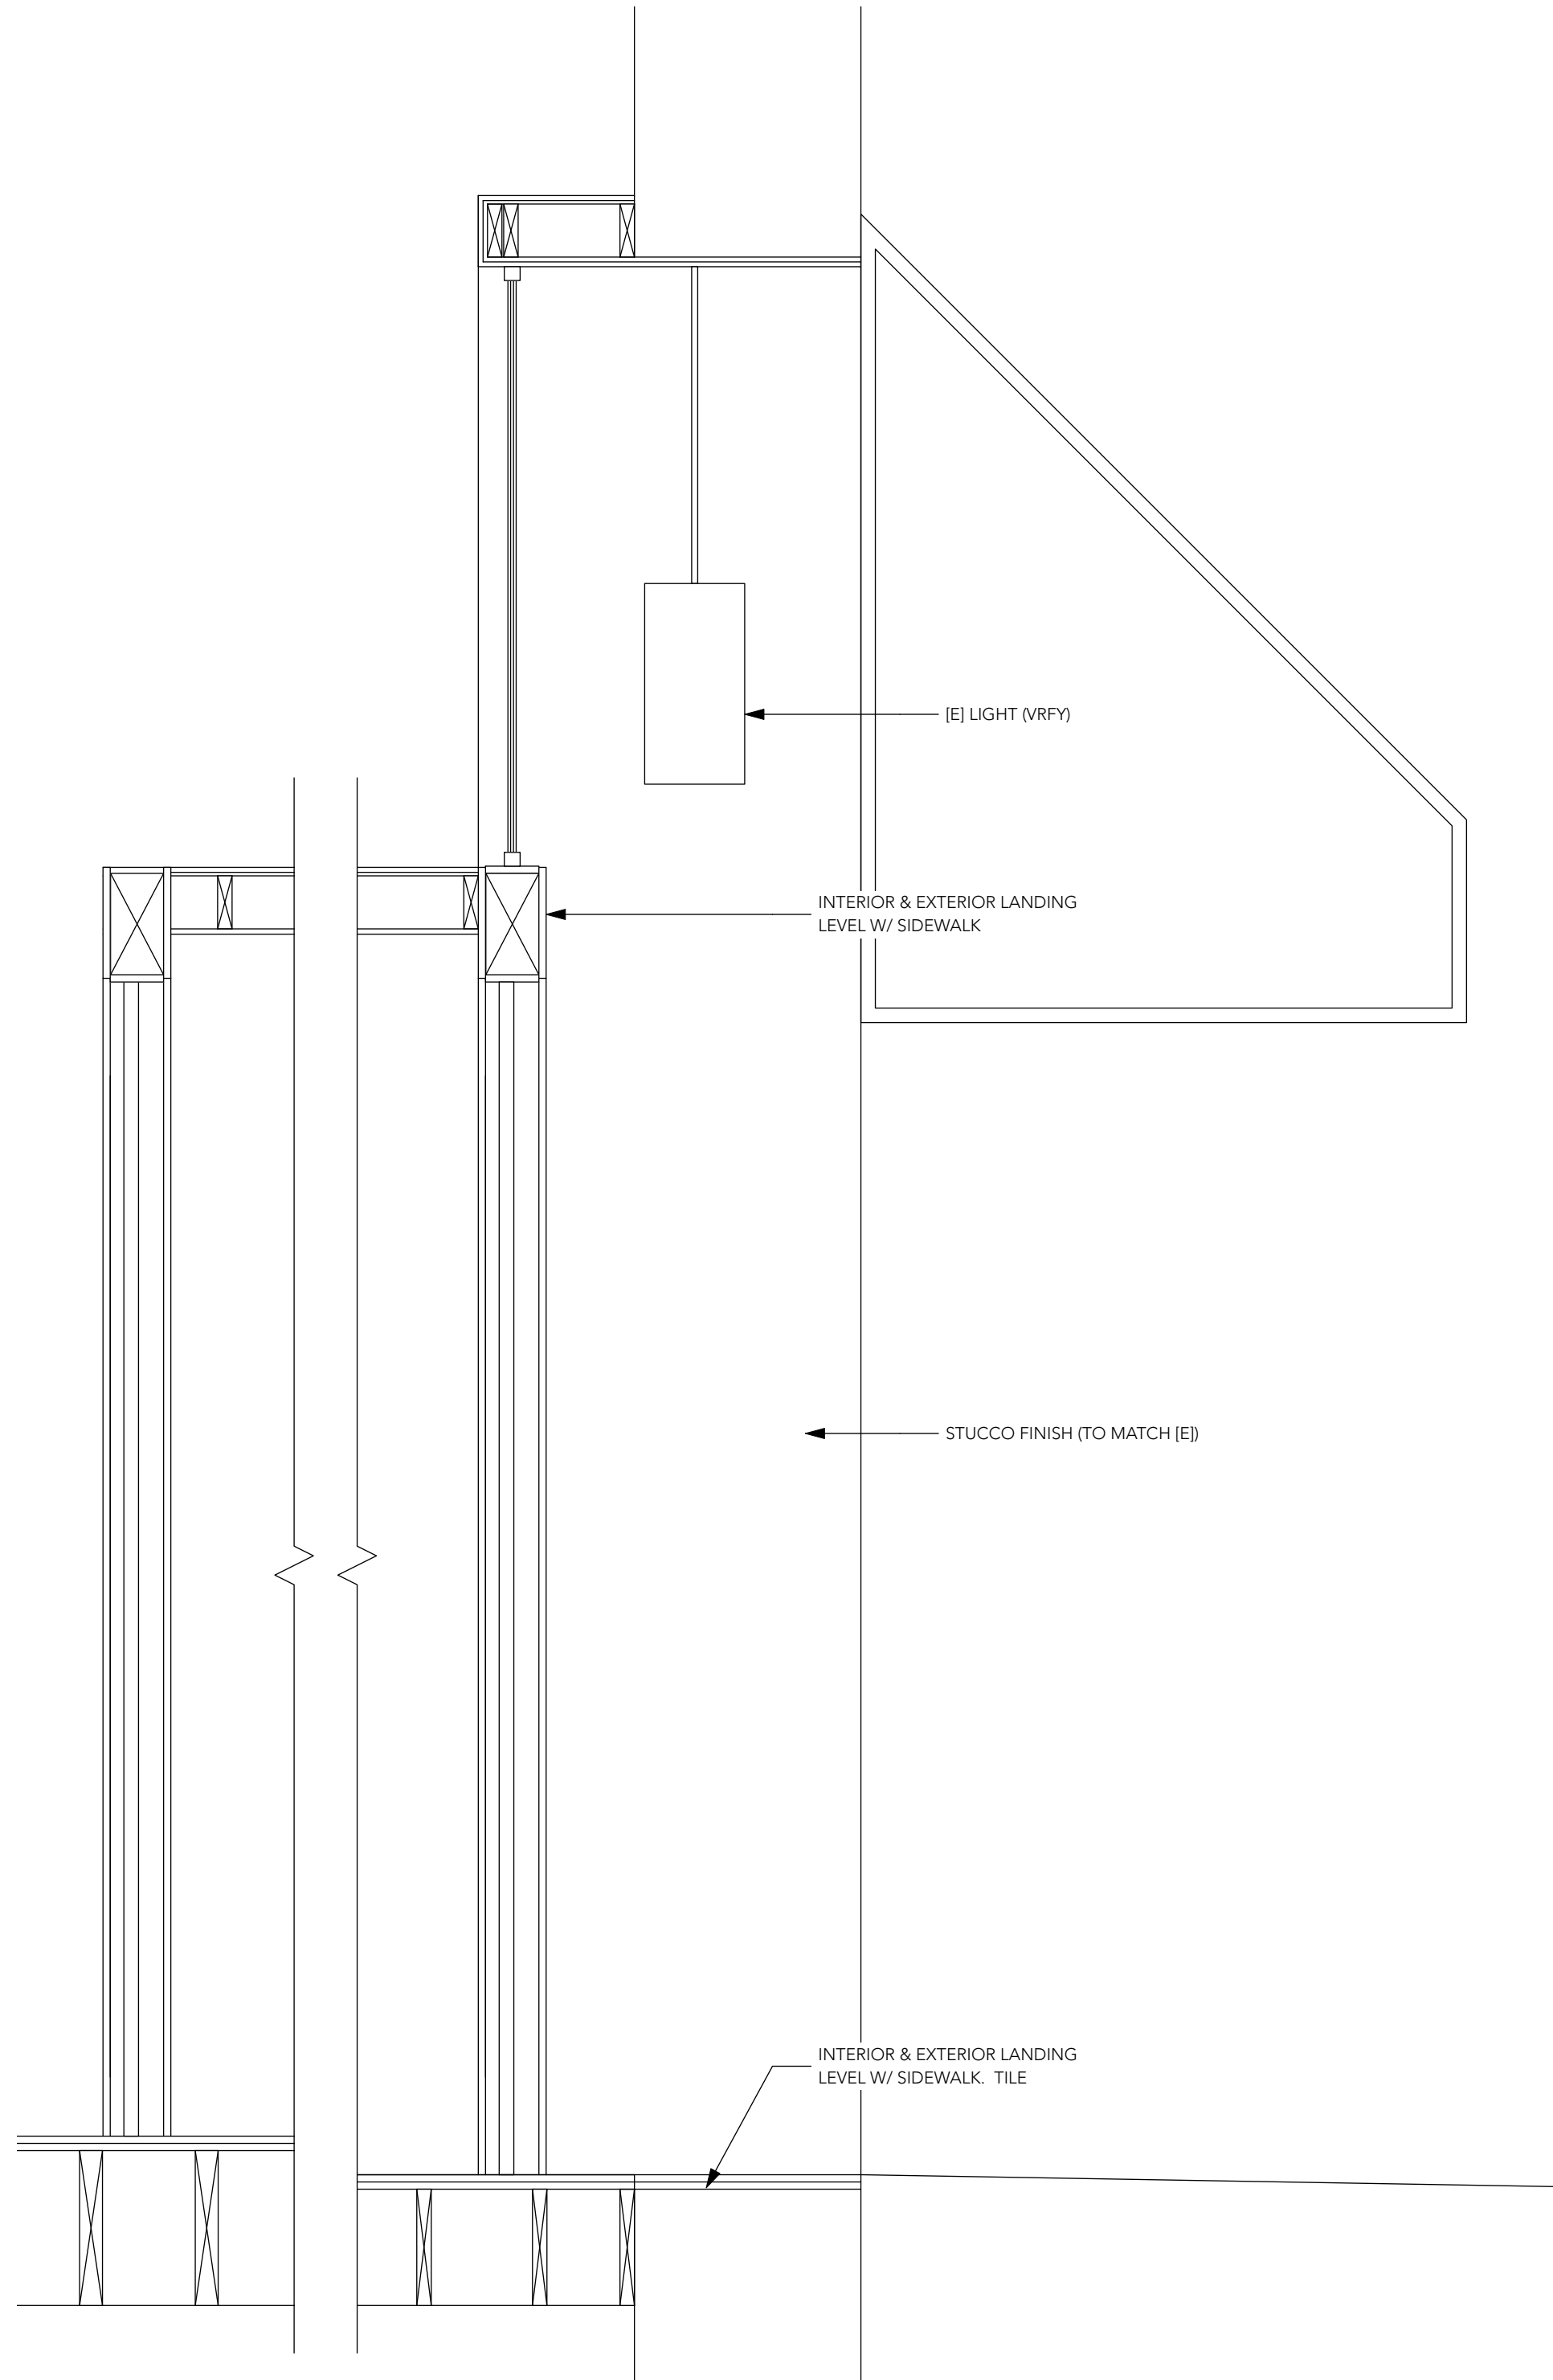 [E] LIGHT (VRFY)
INTERIOR & EXTERIOR LANDING
LEVEL W/ SIDEWALK
STUCCO FINISH (TO MATCH [E])
INTERIOR & EXTERIOR LANDING
LEVEL W/ SIDEWALK.  TILE